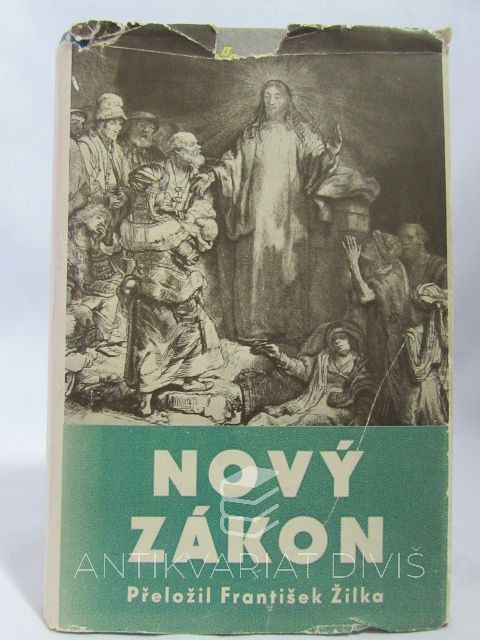 NOVÝ
ZÁKON
ANTIKVARIÁT DIVIŠ
Přeložil František Žilka